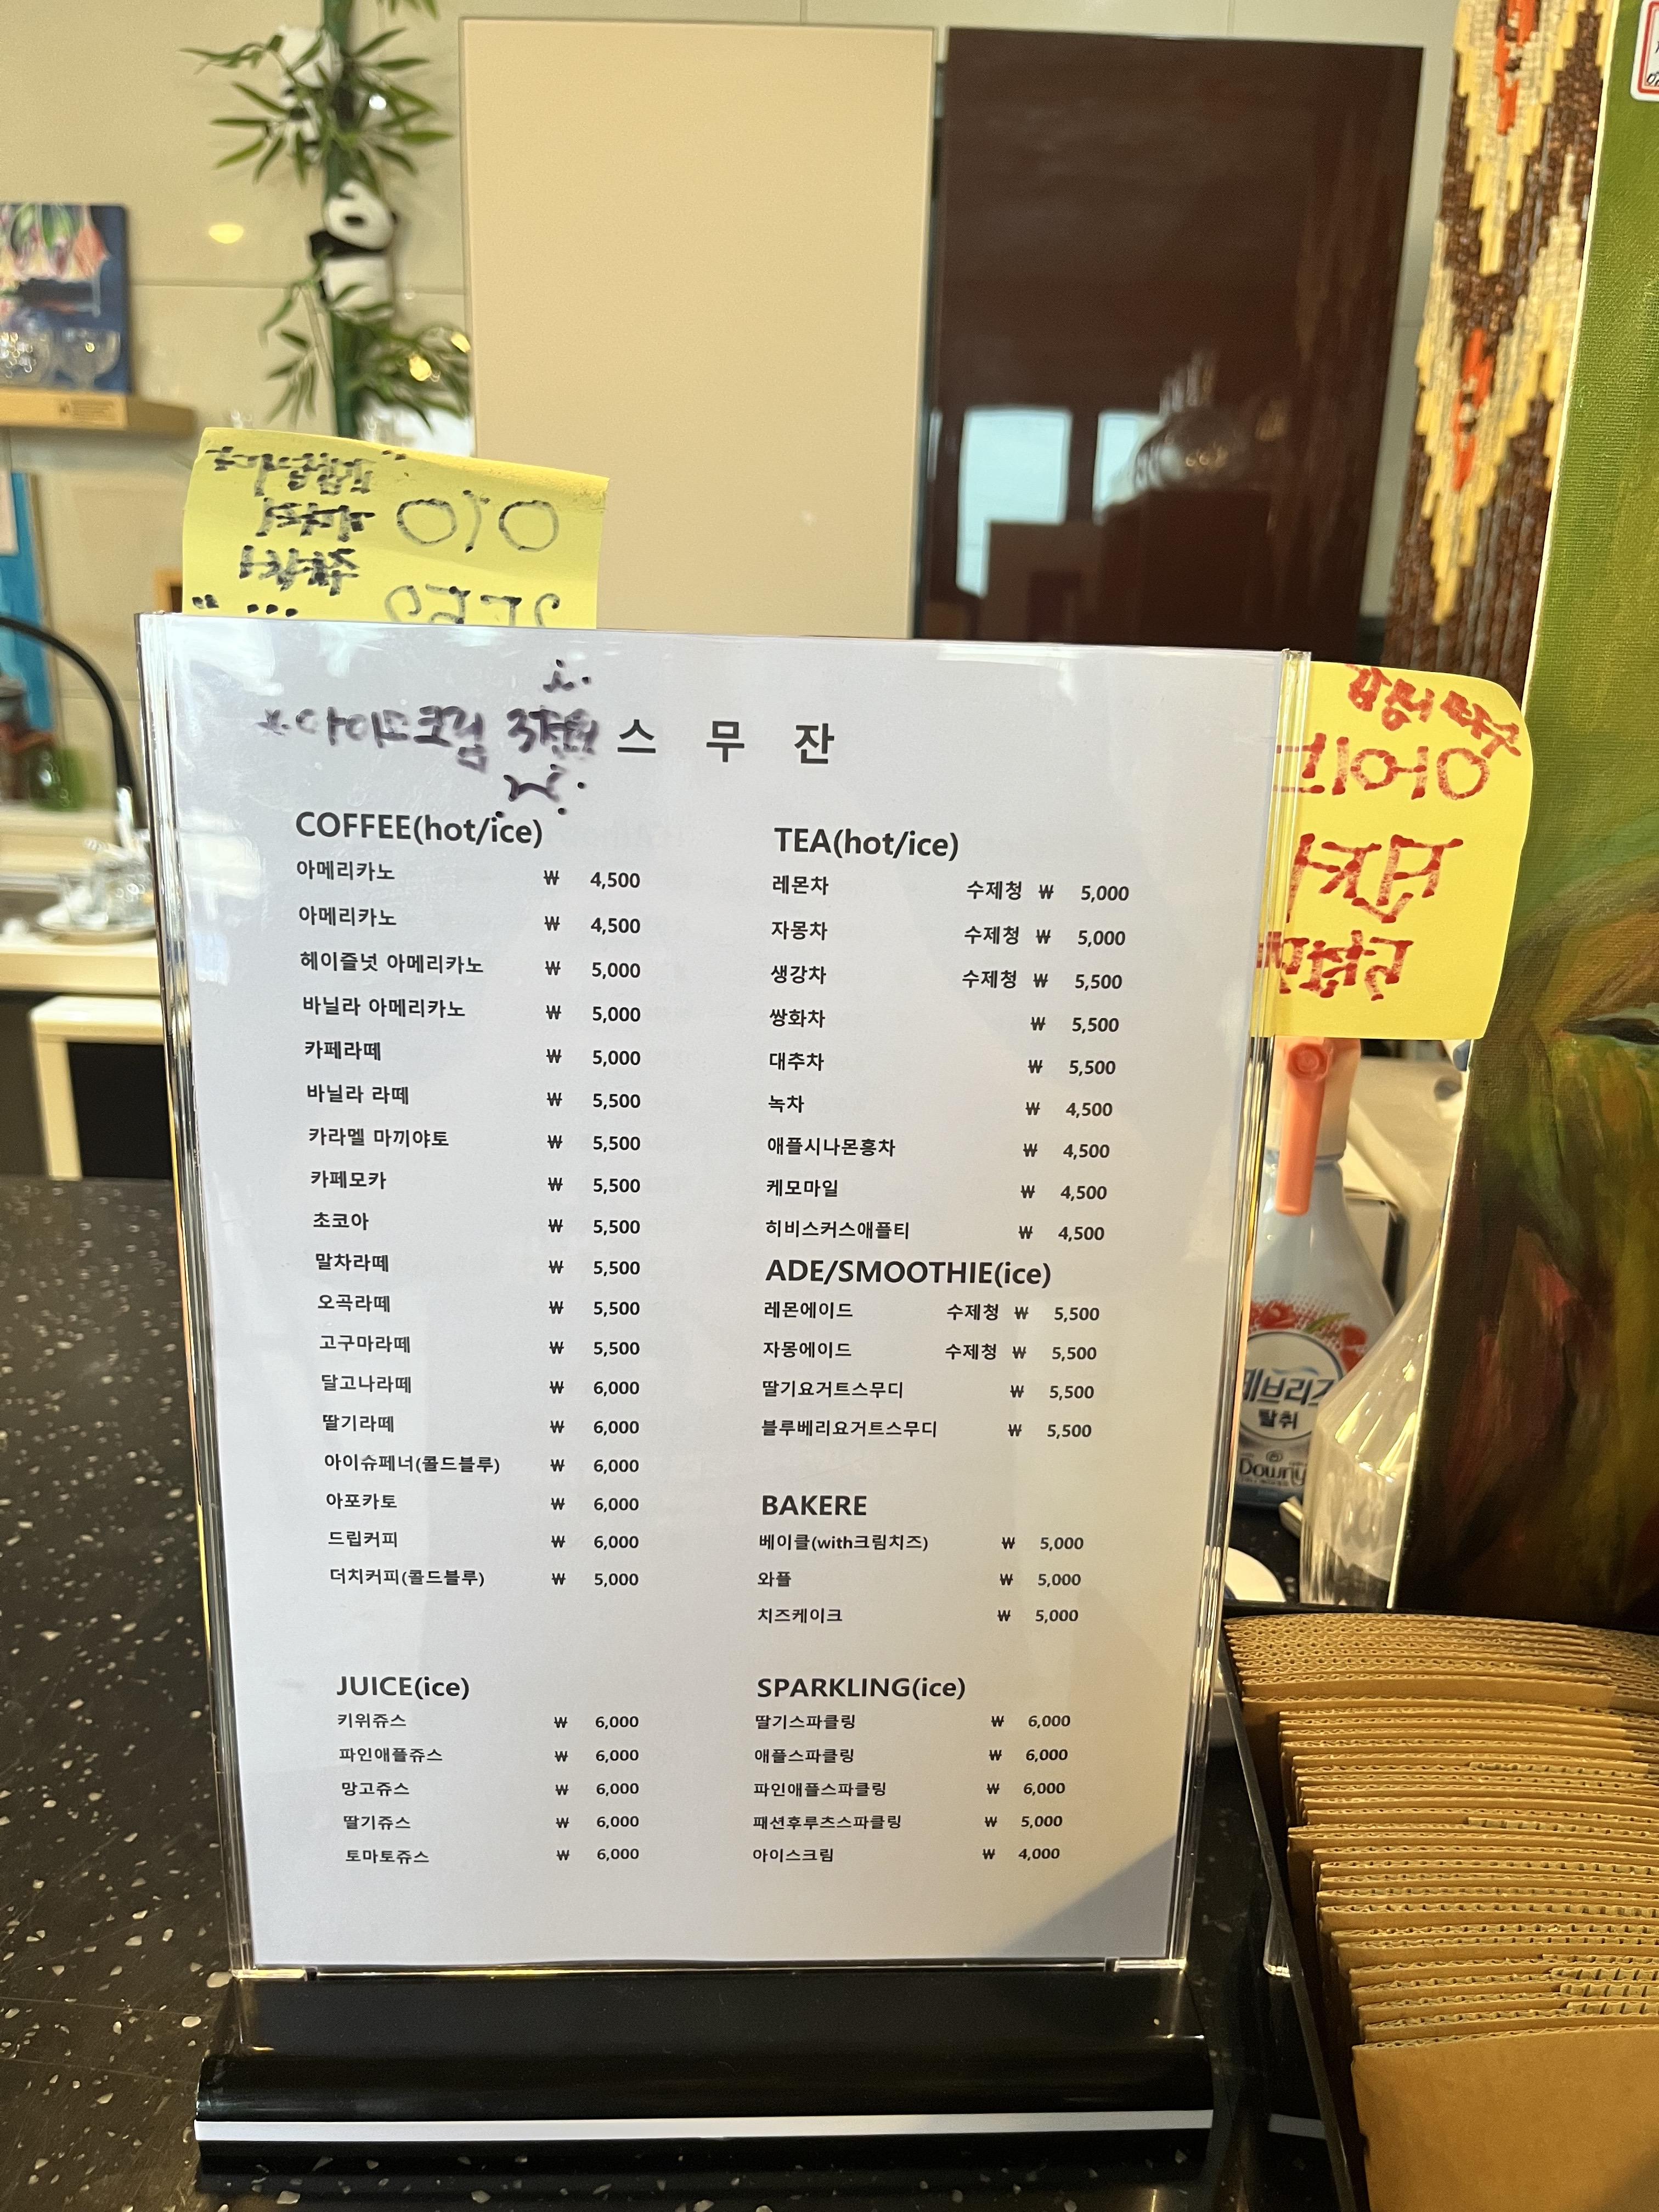 *아이스크림 3천원
스 무 잔
COFFEE(hot/ice)
아메리카노 ₩ 4,500
아메리카노 ₩ 4,500
헤이즐넛 아메리카노 ₩ 5,000
바닐라 아메리카노 ₩ 5,000
카페라떼 ₩ 5,000
바닐라 라떼 ₩ 5,500
카라멜 마끼야토 ₩ 5,500
카페모카 ₩ 5,500
초코아 ₩ 5,500
말차라떼 ₩ 5,500
오곡라떼 ₩ 5,500
고구마라떼 ₩ 5,500
달고나라떼 ₩ 6,000
딸기라떼 ₩ 6,000
아이슈페너(콜드블루) ₩ 6,000
아포카토 ₩ 6,000
드립커피 ₩ 6,000
더치커피(콜드블루) ₩ 5,000
TEA(hot/ice)
레몬차 수제청 ₩ 5,000
자몽차 수제청 ₩ 5,000
생강차 수제청 ₩ 5,500
쌍화차 ₩ 5,500
대추차 ₩ 5,500
녹차 ₩ 4,500
애플시나몬홍차 ₩ 4,500
케모마일 ₩ 4,500
히비스커스애플티 ₩ 4,500
ADE/SMOOTHIE(ice)
레몬에이드 수제청 ₩ 5,500
자몽에이드 수제청 ₩ 5,500
딸기요거트스무디 ₩ 5,500
블루베리요거트스무디 ₩ 5,500
BAKERE
베이클(with크림치즈) ₩ 5,000
와플 ₩ 5,000
치즈케이크 ₩ 5,000
JUICE(ice)
키위쥬스 ₩ 6,000
파인애플쥬스 ₩ 6,000
망고쥬스 ₩ 6,000
딸기쥬스 ₩ 6,000
토마토쥬스 ₩ 6,000
SPARKLING(ice)
딸기스파클링 ₩ 6,000
애플스파클링 ₩ 6,000
파인애플스파클링 ₩ 6,000
패션후루츠스파클링 ₩ 5,000
아이스크림 ₩ 4,000
탈취
Downy